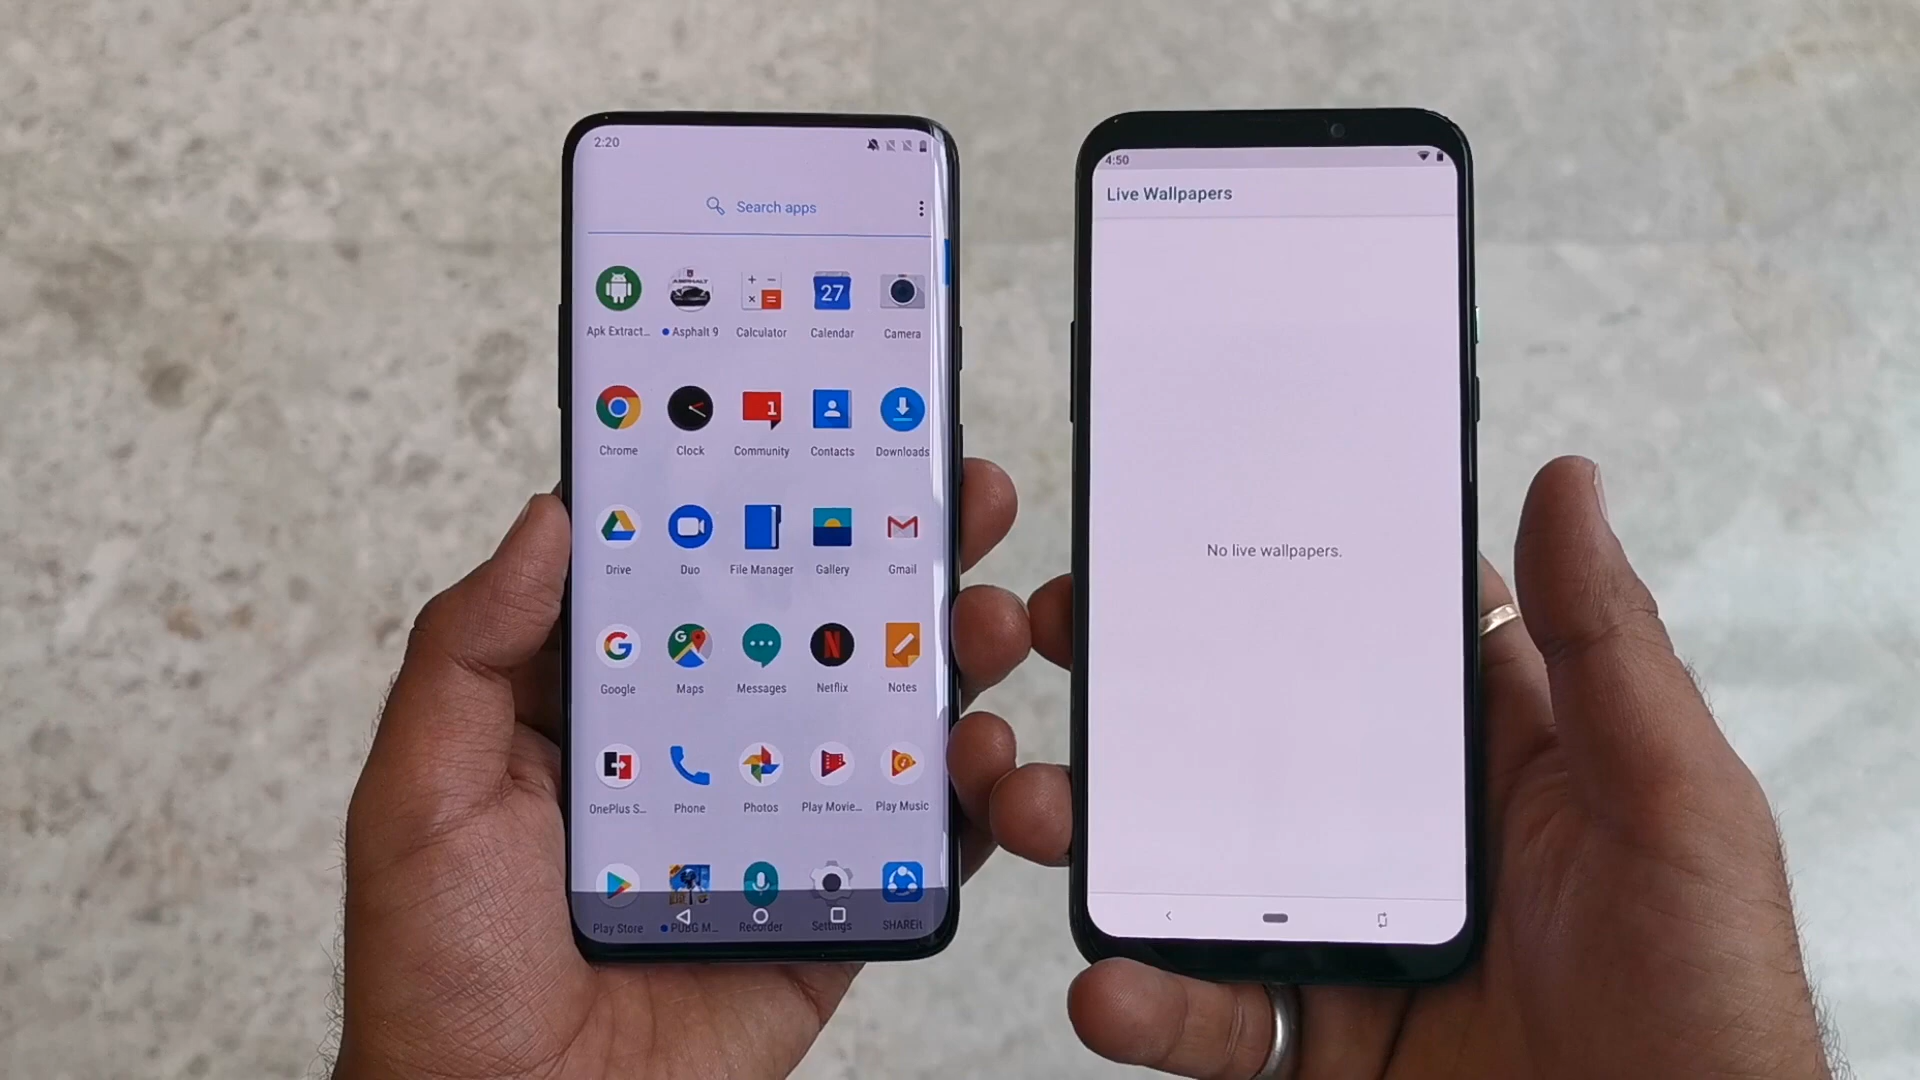 2:20
Search apps
27
Apk Extract...
Asphalt 9
Calculator
Calendar
Camera
1
Chrome
Clock
Community
Contacts
Downloads
Drive
Duo
File Manager
Gallery
Gmail
G
G
N
Google
Maps
Messages
Netflix
Notes
OnePlus S...
Phone
Photos
Play Movie...
Play Music
Play Store
PUBG M...
Recorder
Settings
SHAREit
4:50
Live Wallpapers
No live wallpapers.